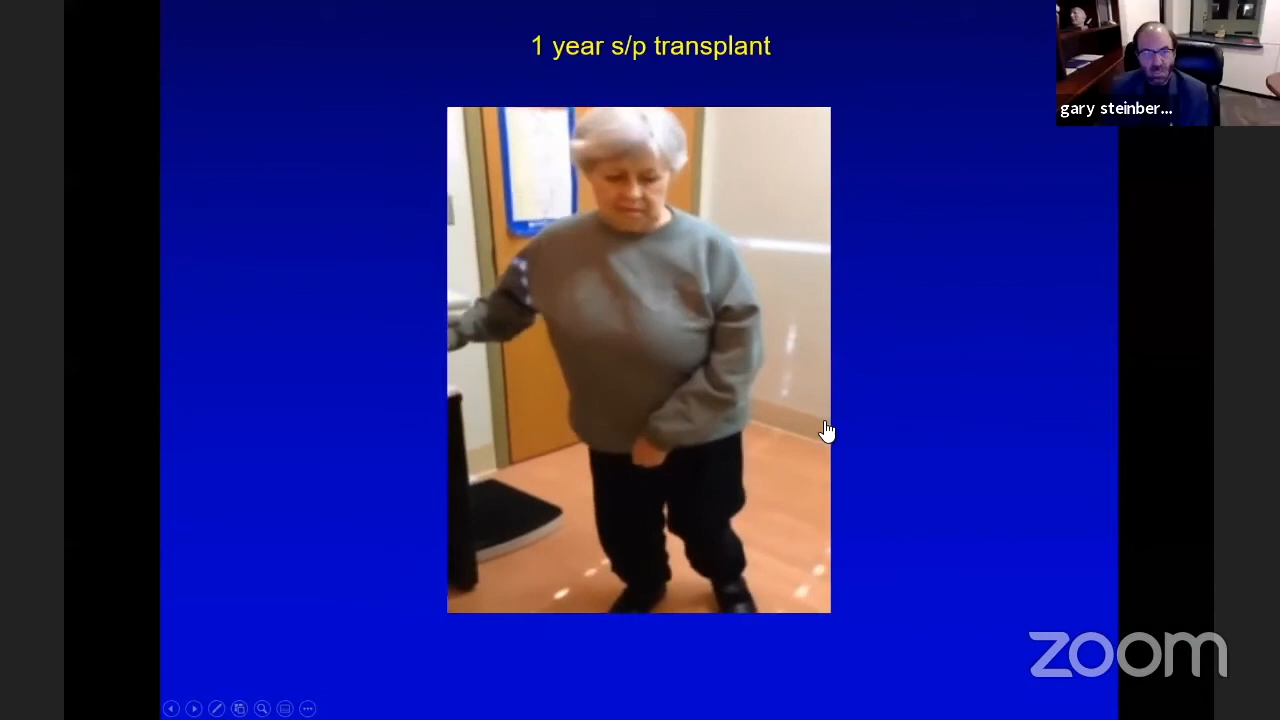 1 year s/p transplant
gary steinber...
zoom